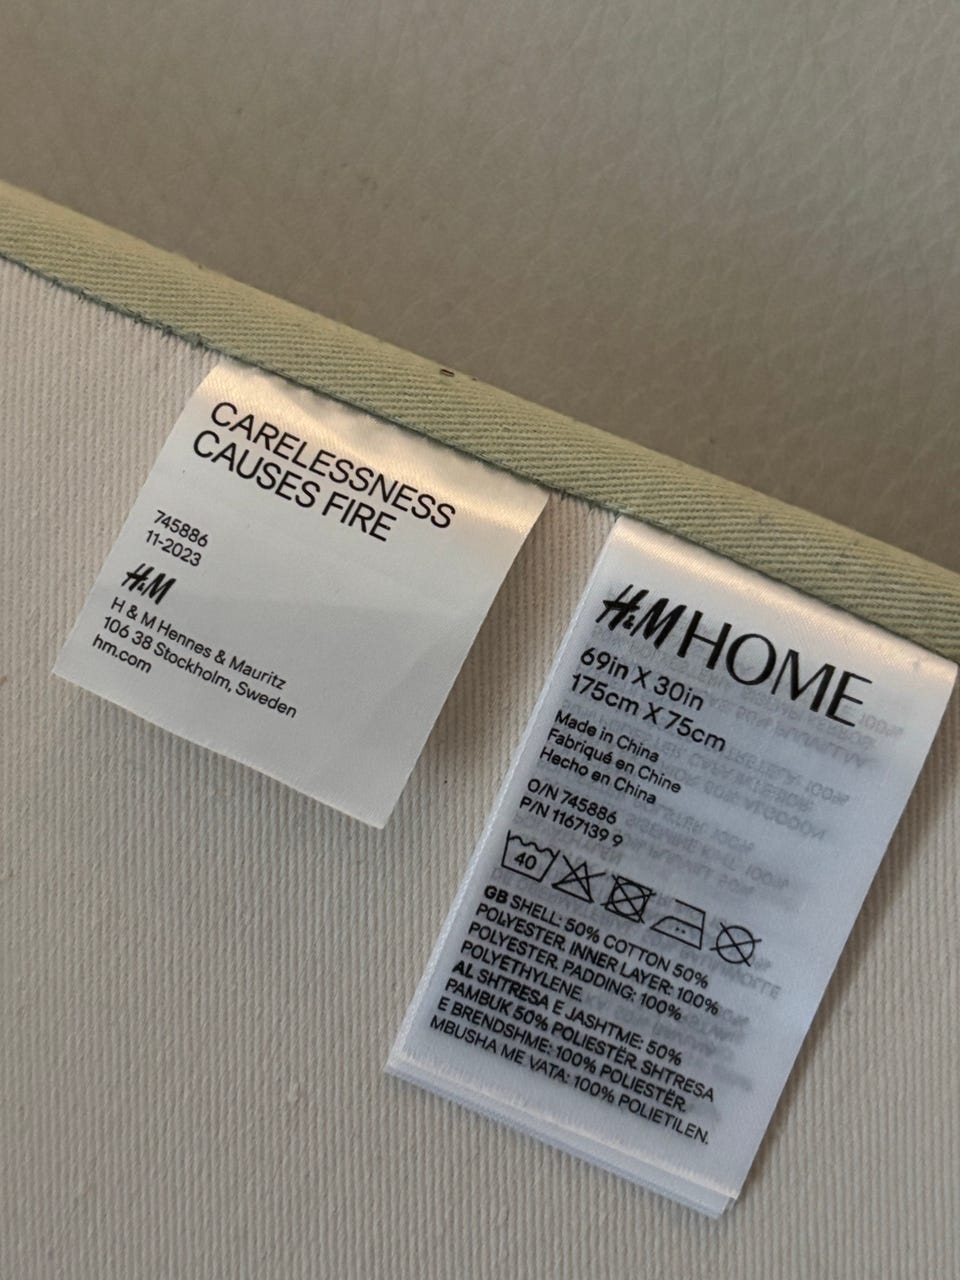 CARELESSNESS
CAUSES FIRE
745886
11-2023
H&M
H & M Hennes & Mauritz
106 38 Stockholm, Sweden
hm.com
H&M HOME
69in X 30in
175cm X 75cm
Made in China
Fabriqué en Chine
Hecho en China
O/N 745886
P/N 1167139 9
40
GB SHELL: 50% COTTON 50%
POLYESTER. INNER LAYER: 100%
POLYESTER. PADDING: 100%
POLYETHYLENE.
AL SHTRESA E JASHTME: 50%
PAMBUK 50% POLIESTËR. SHTRESA
E BRENDSHME: 100% POLIESTËR.
MBUSHA ME VATA: 100% POLIETILEN.